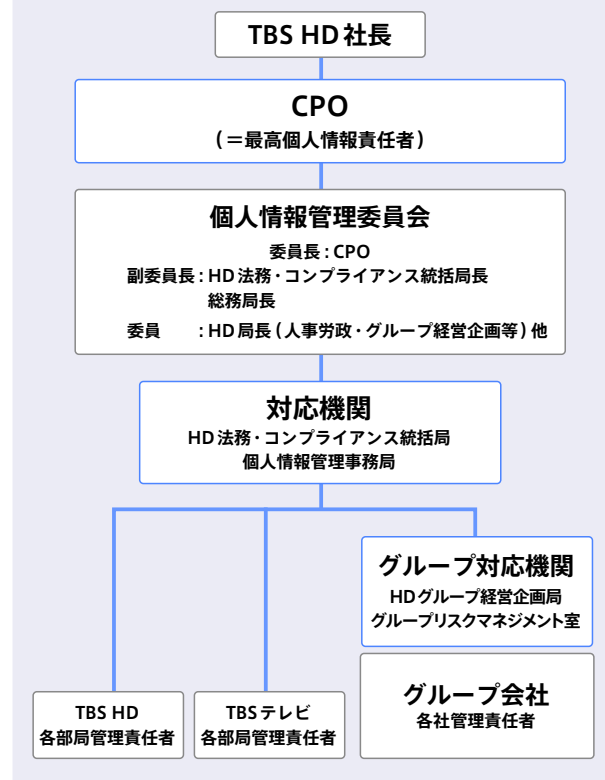 TBS HD 社長
CPO
(=最高個人情報責任者)
個人情報管理委員会
委員長:CPO
副委員長:HD 法務・コンプライアンス統括局長
総務局長
委員 :HD 局長(人事労政・グループ経営企画等)他
対応機関
HD 法務・コンプライアンス統括局
個人情報管理事務局
グループ対応機関
HDグループ経営企画局
グループリスクマネジメント室
グループ会社
各社管理責任者
TBS HD
各部局管理責任者
TBSテレビ
各部局管理責任者